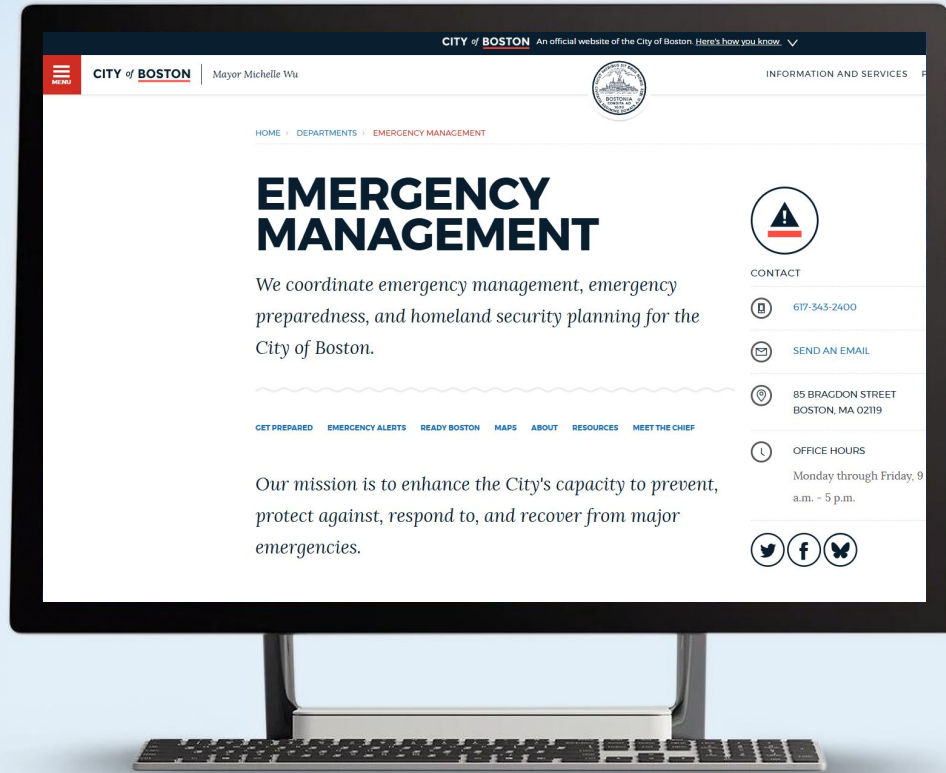 CITY of BOSTON An official website of the City of Boston. Here's how you know
MENU
CITY of BOSTON Mayor Michelle Wu
BOSTONIA
CONDITA AD
1630
INFORMATION AND SERVICES
HOME › DEPARTMENTS › EMERGENCY MANAGEMENT
EMERGENCY
MANAGEMENT
We coordinate emergency management, emergency
preparedness, and homeland security planning for the
City of Boston.
GET PREPARED EMERGENCY ALERTS READY BOSTON MAPS ABOUT RESOURCES MEET THE CHIEF
Our mission is to enhance the City's capacity to prevent,
protect against, respond to, and recover from major
emergencies.
CONTACT
617-343-2400
SEND AN EMAIL
85 BRAGDON STREET
BOSTON, MA 02119
OFFICE HOURS
Monday through Friday, 9
a.m. - 5 p.m.